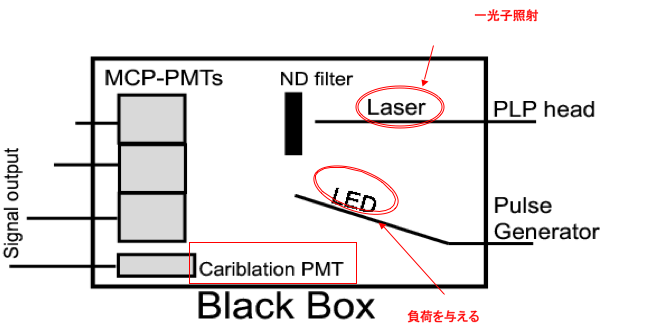 一光子照射
MCP-PMTs
ND filter
Laser
PLP head
LED
Pulse
Generator
Signal output
Cariblation PMT
Black Box
負荷を与える